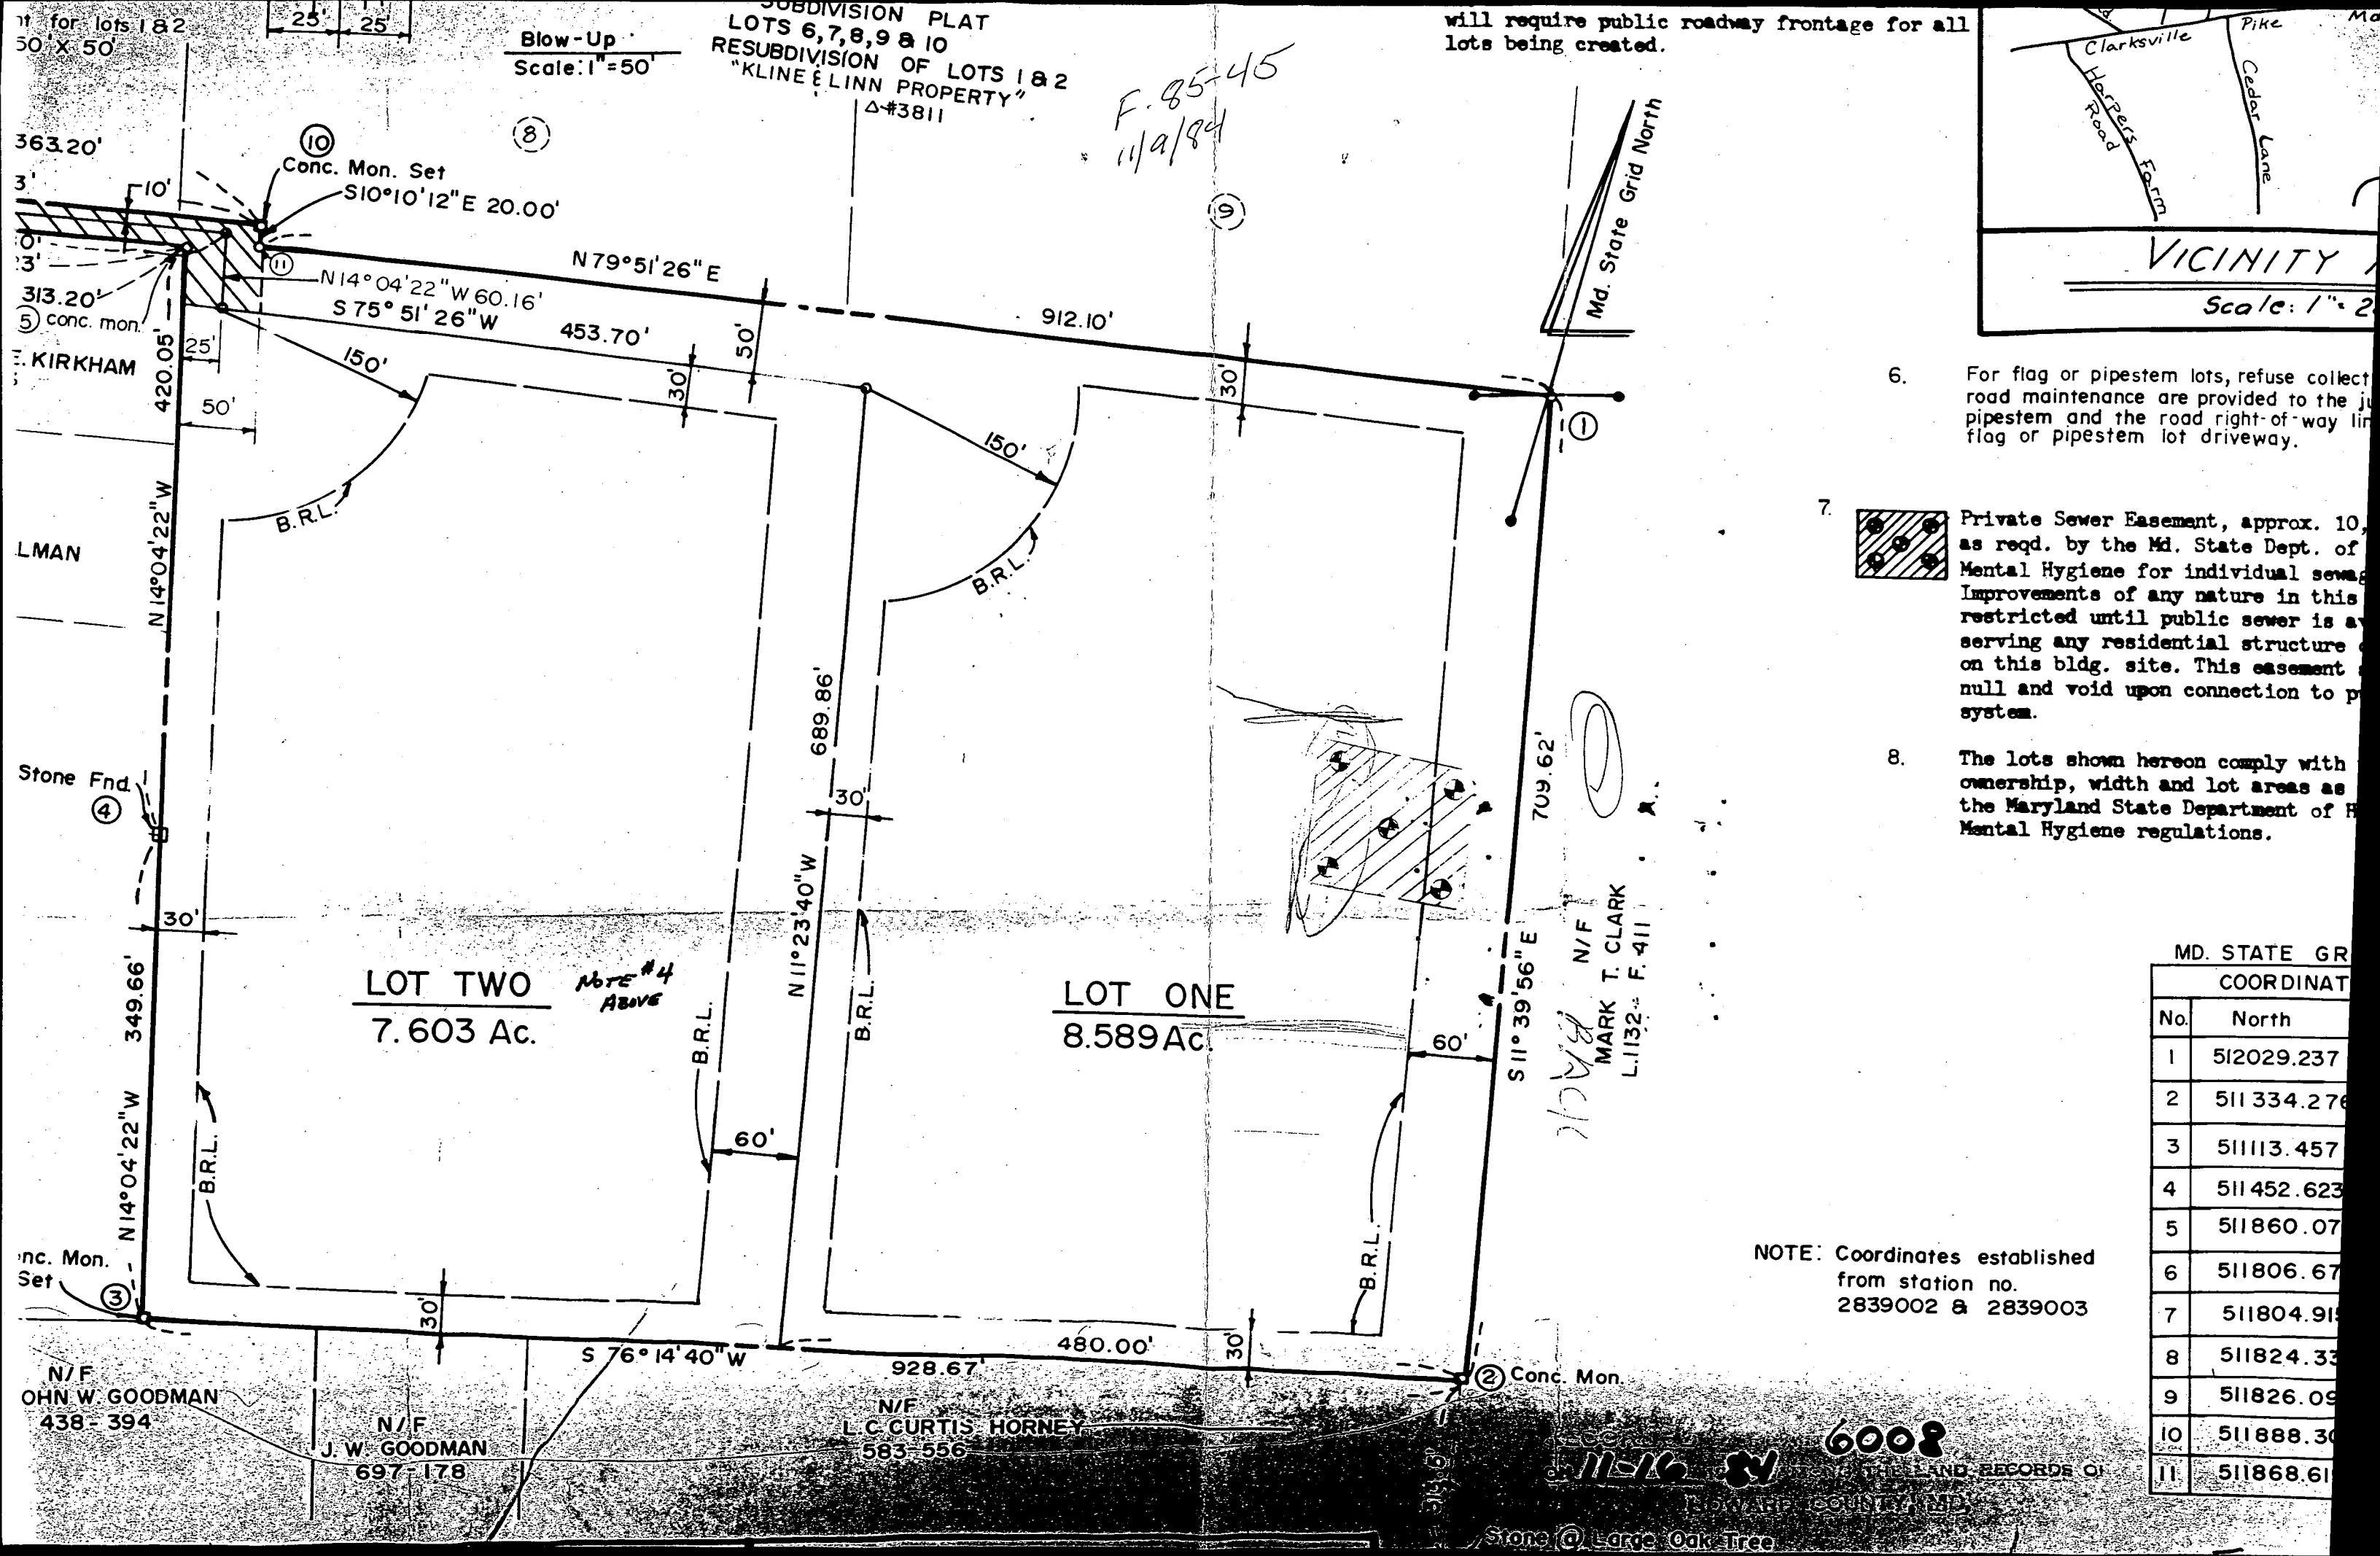 for lots 1 & 2
50' X 50'
25'
25'
Blow-Up
Scale: 1"=50'
SUBDIVISION PLAT
LOTS 6,7,8,9 & 10
RESUBDIVISION OF LOTS 1 & 2
"KLINE & LINN PROPERTY"
#3811
F. 85-45
11/9/84
will require public roadway frontage for all
lots being created.
Clarksville
Pike
Harpers Farm
Road
Cedar Lane
VICINITY
Scale: 1"=
363.20'
10'
10
Conc. Mon. Set
S10°10'12"E 20.00'
8
9
Md. State Grid North
11
N14°04'22"W 60.16'
313.20'
5 conc. mon.
N79°51'26"E
912.10'
S75°51'26"W
453.70'
50'
30'
30'
1
E. KIRKHAM
25'
50'
420.05'
150'
150'
B.R.L.
B.R.L.
LMAN
N14°04'22"W
689.86'
30'
709.62'
Stone Fnd.
4
30'
349.66'
N11°23'40"W
B.R.L.
LOT TWO
NOTE #4
ABOVE
7.603 Ac.
B.R.L.
LOT ONE
8.589 Ac.
60'
S11°39'56"E
N/F
MARK T. CLARK
L.1132 - F. 411
60'
N14°04'22"W
B.R.L.
B.R.L.
Mon.
Set
3
30'
S 76°14'40"W
928.67'
480.00'
30'
2 Conc. Mon.
N/F
OHN W. GOODMAN
438-394
N/F
J. W. GOODMAN
697-178
N/F
L.C. CURTIS HORNEY
583-556
6008
11-16 84
THE LAND RECORDS OF
HOWARD COUNTY, MD.
Stone @ Large Oak Tree
6. For flag or pipestem lots, refuse collect
road maintenance are provided to the
pipestem and the road right-of-way
flag or pipestem lot driveway.
7. Private Sewer Easement, approx. 10,
as reqd. by the Md. State Dept. of
Mental Hygiene for individual
Improvements of any nature in this
restricted until public sewer is
serving any residential structure
on this bldg. site. This easement
null and void upon connection to
system.
8. The lots shown hereon comply with
ownership, width and lot areas as
the Maryland State Department of H
Mental Hygiene regulations.
NOTE: Coordinates established
from station no.
2839002 & 2839003
MD. STATE GR
COORDINAT
No. North
1 512029.237
2 511334.276
3 511113.457
4 511452.623
5 511860.07
6 511806.67
7 511804.91
8 511824.33
9 511826.09
10 511888.30
11 511868.61